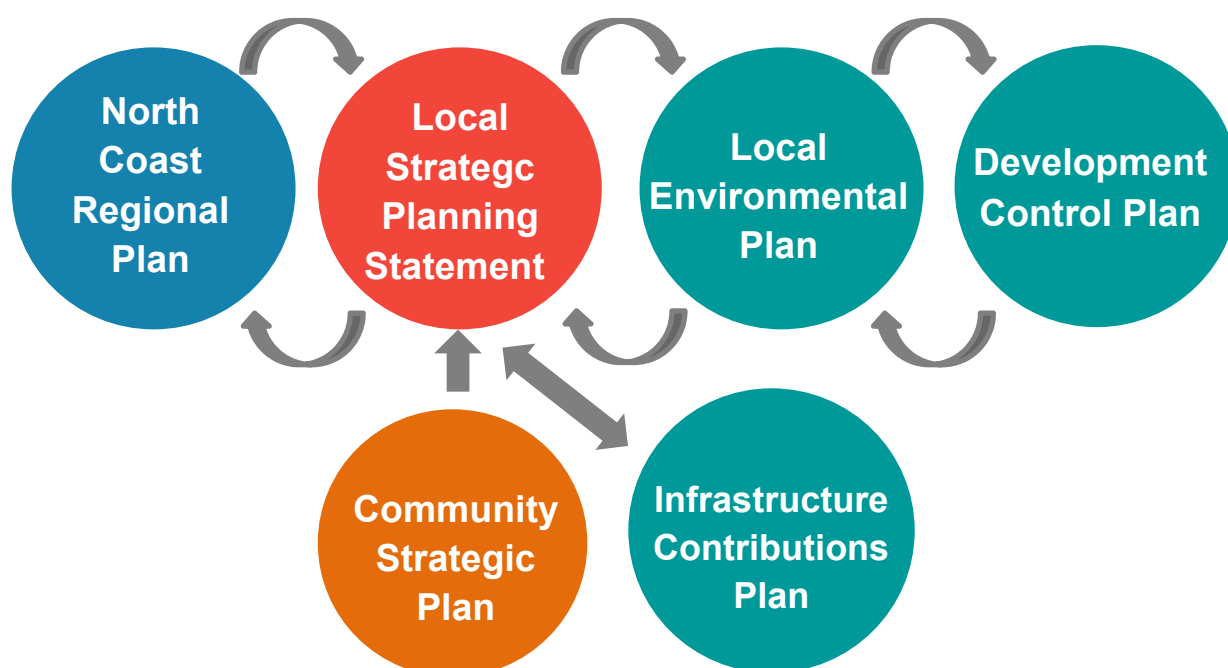 North
Coast
Regional
Plan
Local
Strategc
Planning
Statement
Local
Environmental
Plan
Development
Control Plan
Community
Strategic
Plan
Infrastructure
Contributions
Plan